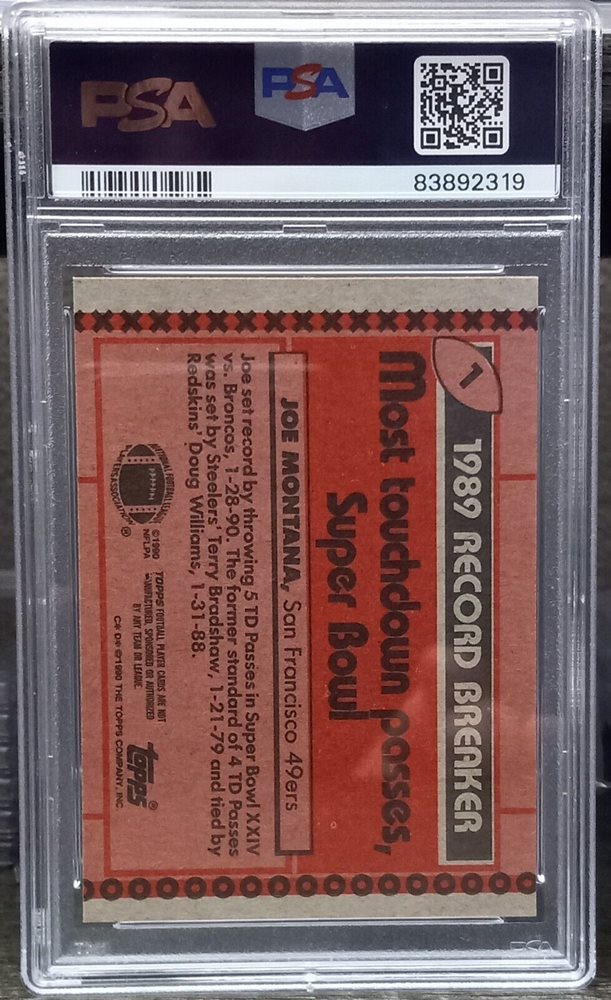 PSA
PSA
83892319
1
1989 RECORD BREAKER
Most touchdown passes,
Super Bowl
JOE MONTANA, San Francisco 49ers
Joe set record by throwing 5 TD Passes in Super Bowl XXIV
vs. Broncos, 1-28-90. The former standard of 4 TD Passes
was set by Steelers' Terry Bradshaw, 1-21-79 and tied by
Redskins' Doug Williams, 1-31-88.
©1990
NFLPA
TOPPS FOOTBALL PLAYER CARDS ARE NOT
MANUFACTURED, SPONSORED OR AUTHORIZED
BY ANY TEAM OR LEAGUE.
topps®
©1990 THE TOPPS COMPANY, INC.
PSA